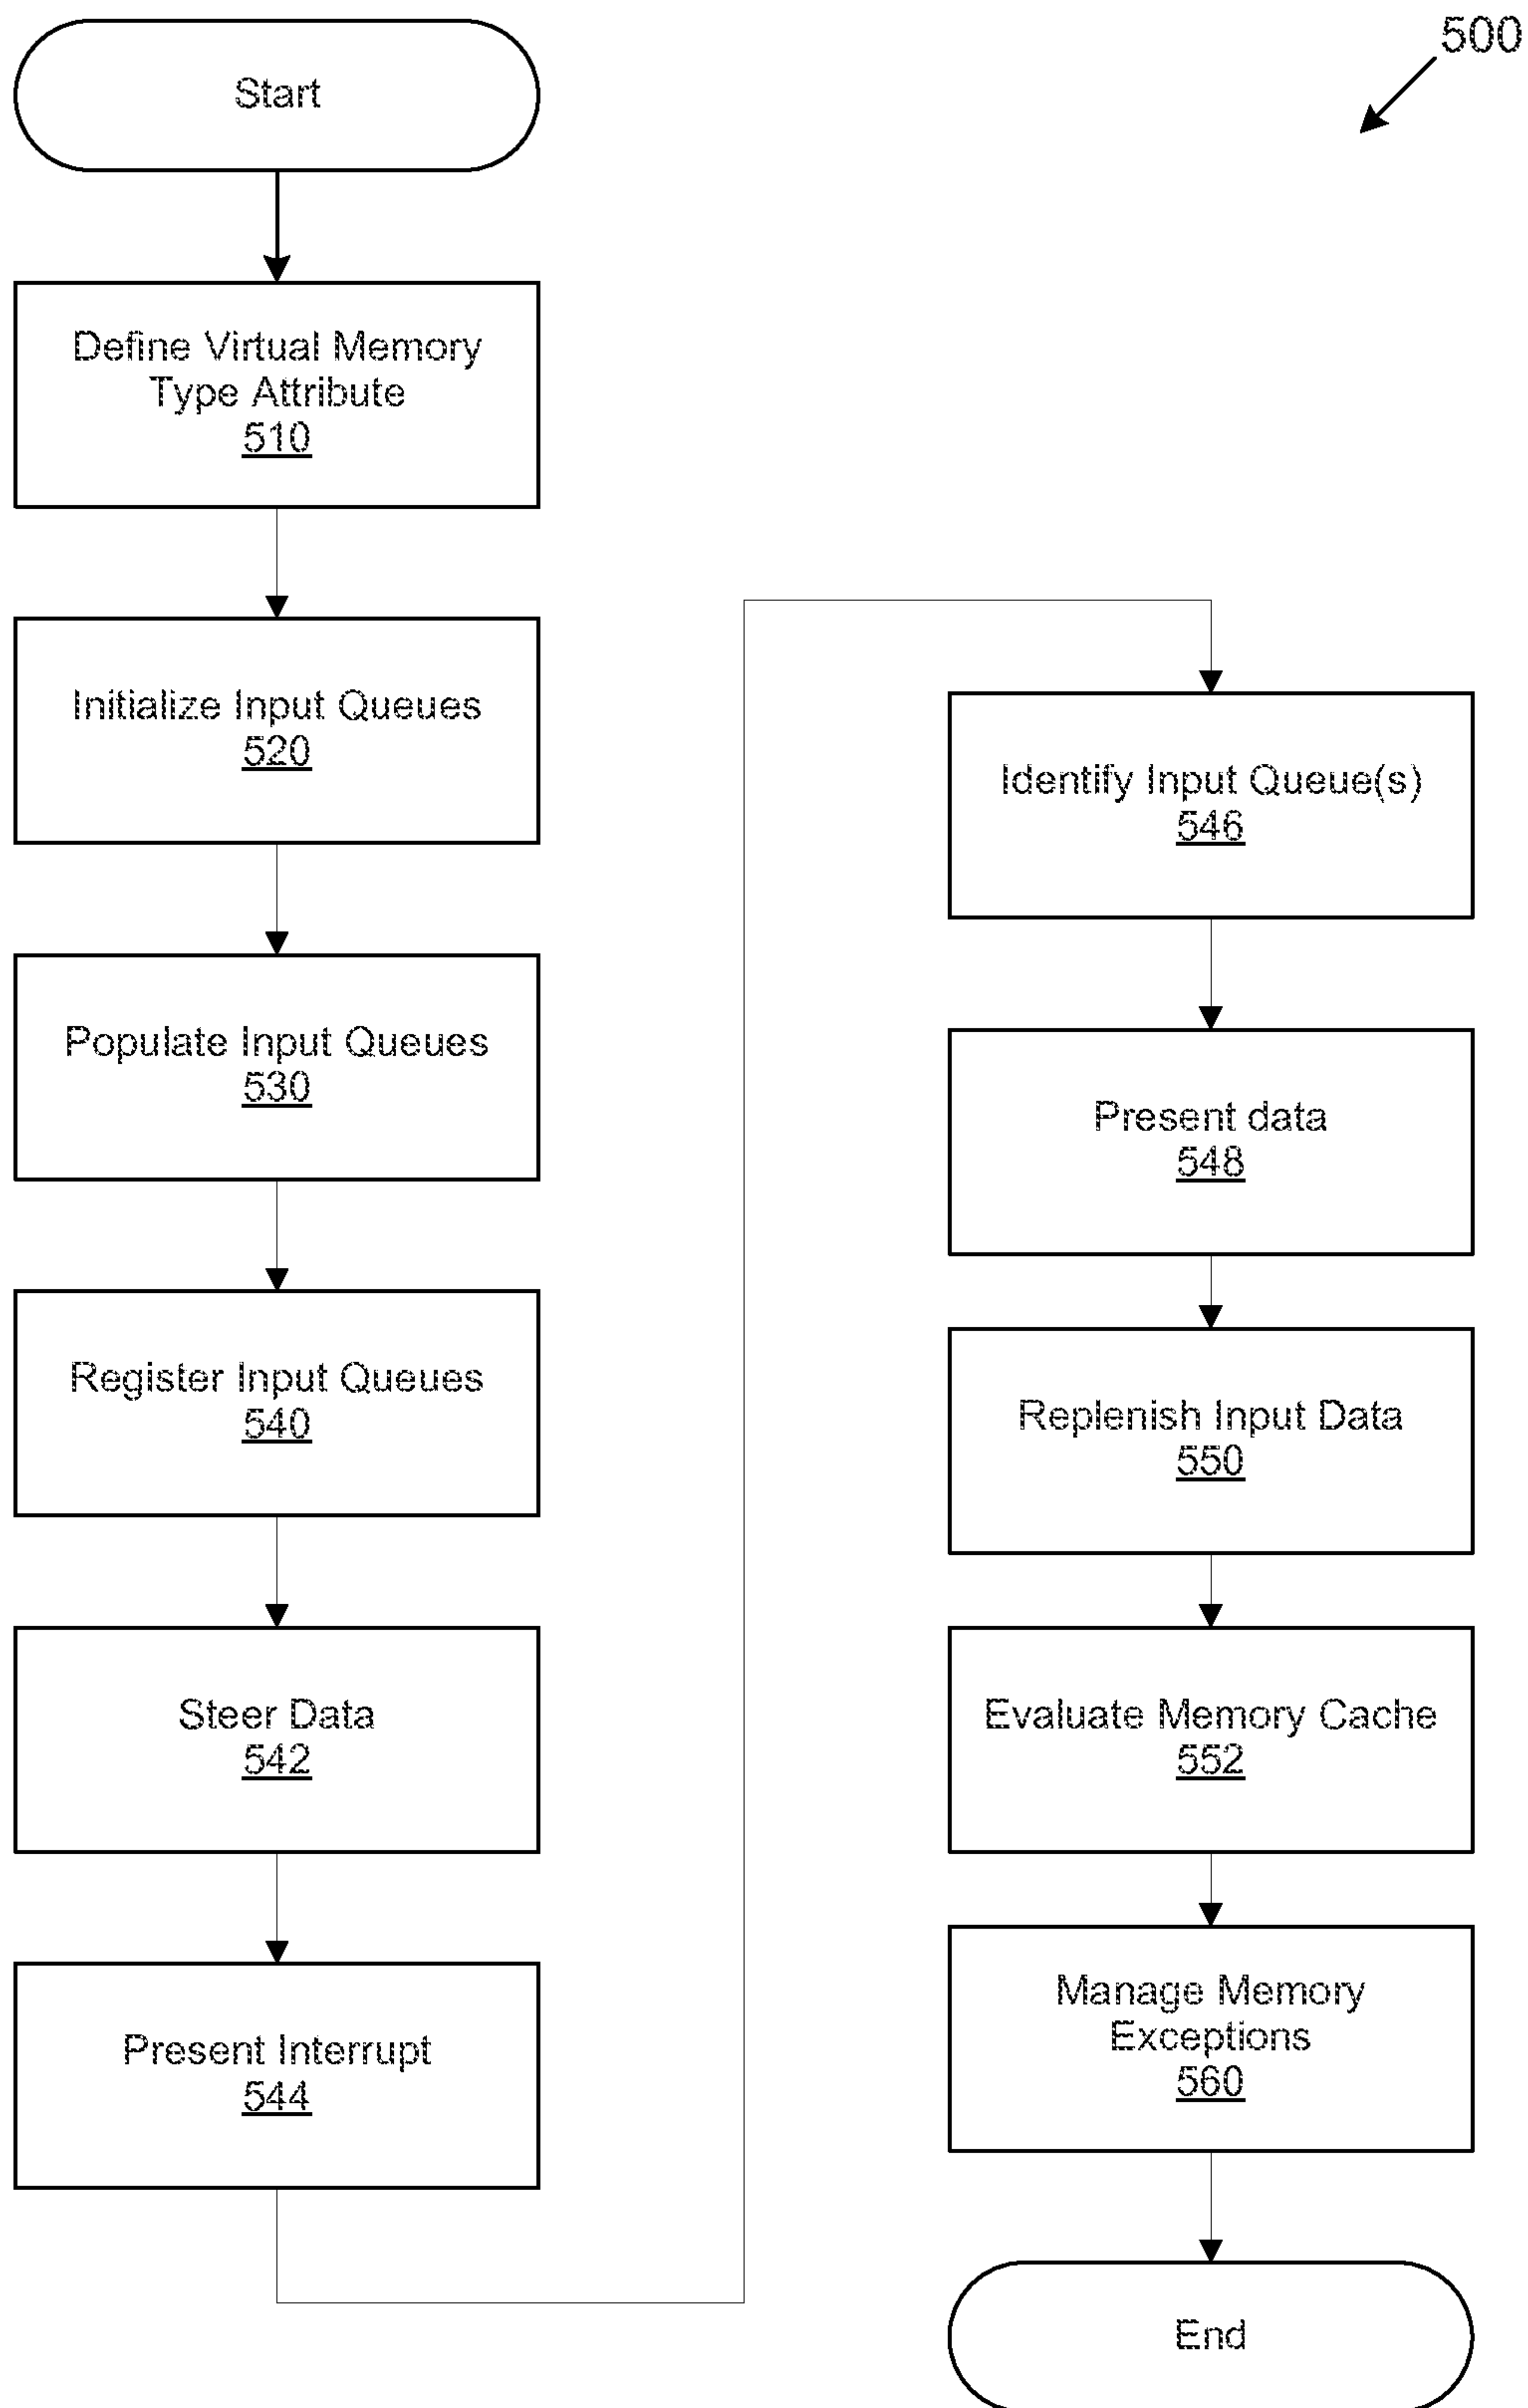 500
Start
Define Virtual Memory
Type Attribute
510
Initialize Input Queues
520
Populate Input Queues
530
Register Input Queues
540
Steer Data
542
Present Interrupt
544
Identify Input Queue(s)
546
Present data
548
Replenish Input Data
550
Evaluate Memory Cache
552
Manage Memory
Exceptions
560
End